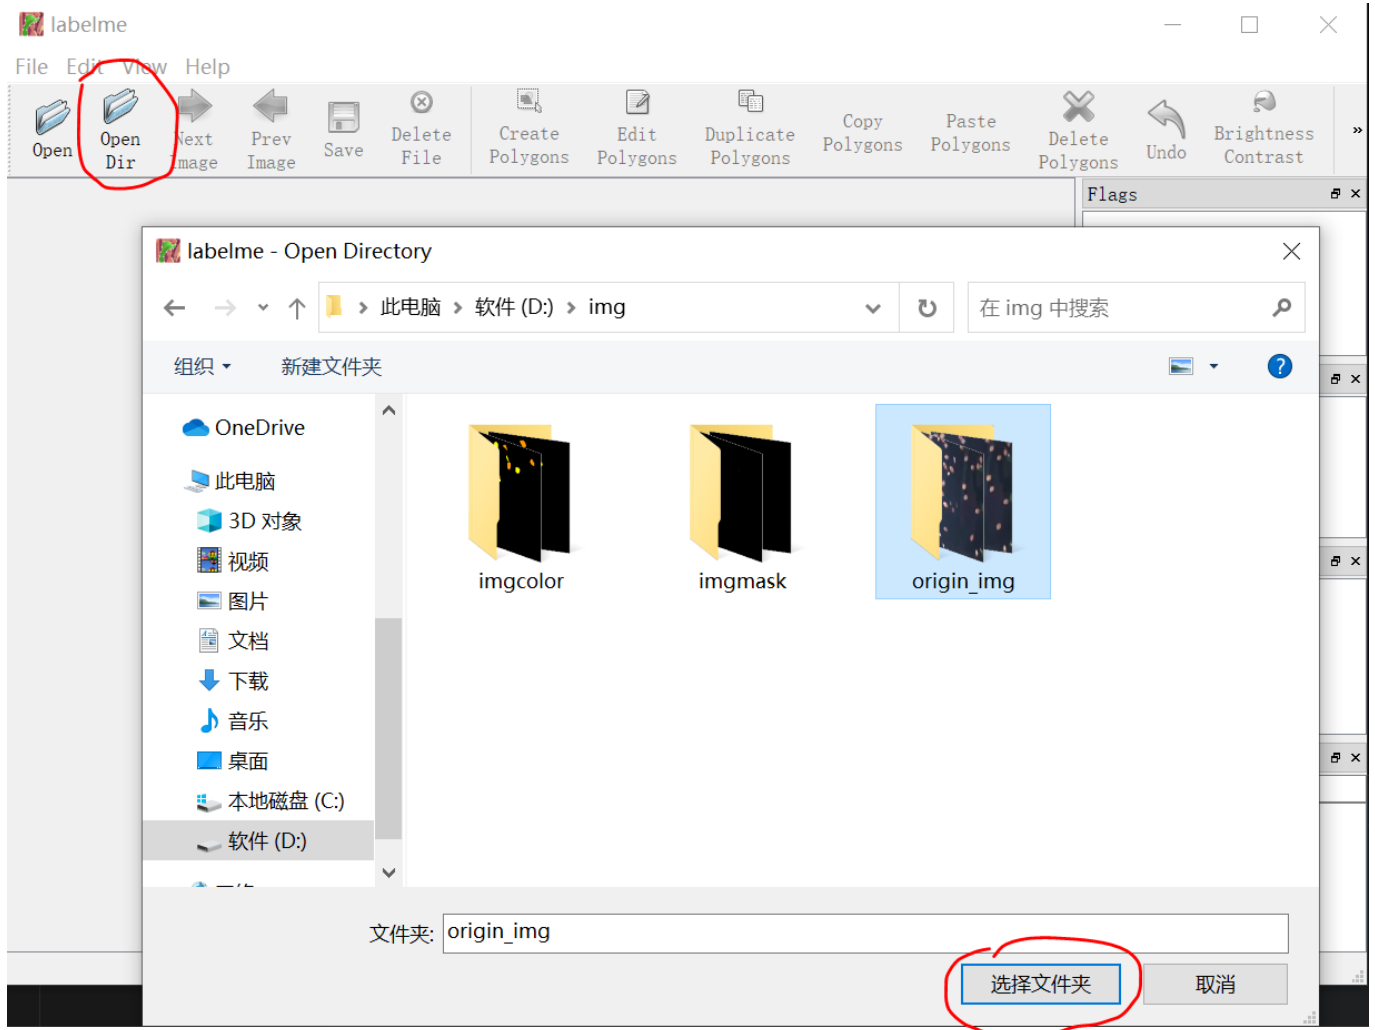 labelme
File Edit View Help
Open
Open Dir
Next Image
Prev Image
Save
Delete File
Create Polygons
Edit Polygons
Duplicate Polygons
Copy Polygons
Paste Polygons
Delete Polygons
Undo
Brightness Contrast
»
Flags
labelme - Open Directory
此电脑 > 软件 (D:) > img
在 img 中搜索
组织
新建文件夹
OneDrive
此电脑
3D 对象
视频
图片
文档
下载
音乐
桌面
本地磁盘 (C:)
软件 (D:)
imgcolor
imgmask
origin_img
文件夹: origin_img
选择文件夹
取消